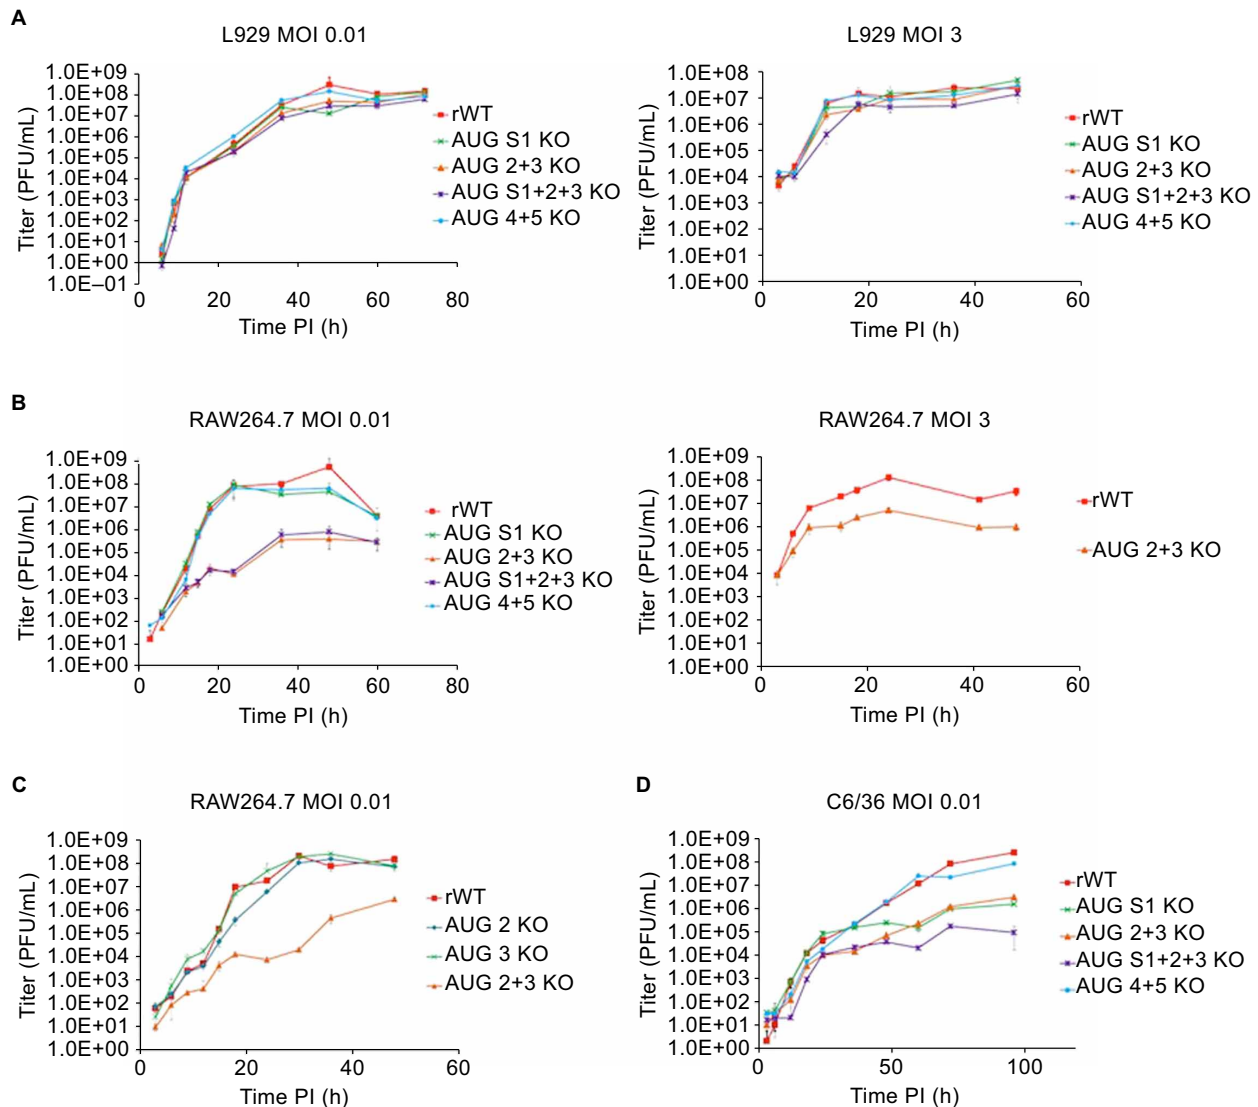 A
L929 MOI 0.01
1.0E+09
1.0E+08
1.0E+07
1.0E+06
1.0E+05
1.0E+04
1.0E+03
1.0E+02
1.0E+01
1.0E+00
1.0E–01
Titer (PFU/mL)
0 20 40 60 80
Time PI (h)
rWT
AUG S1 KO
AUG 2+3 KO
AUG S1+2+3 KO
AUG 4+5 KO
L929 MOI 3
1.0E+08
1.0E+07
1.0E+06
1.0E+05
1.0E+04
1.0E+03
1.0E+02
1.0E+01
1.0E+00
Titer (PFU/mL)
0 20 40 60
Time PI (h)
rWT
AUG S1 KO
AUG 2+3 KO
AUG S1+2+3 KO
AUG 4+5 KO
B
RAW264.7 MOI 0.01
1.0E+09
1.0E+08
1.0E+07
1.0E+06
1.0E+05
1.0E+04
1.0E+03
1.0E+02
1.0E+01
1.0E+00
Titer (PFU/mL)
0 20 40 60 80
Time PI (h)
rWT
AUG S1 KO
AUG 2+3 KO
AUG S1+2+3 KO
AUG 4+5 KO
RAW264.7 MOI 3
1.0E+09
1.0E+08
1.0E+07
1.0E+06
1.0E+05
1.0E+04
1.0E+03
1.0E+02
1.0E+01
1.0E+00
Titer (PFU/mL)
0 20 40 60
Time PI (h)
rWT
AUG 2+3 KO
C
RAW264.7 MOI 0.01
1.0E+09
1.0E+08
1.0E+07
1.0E+06
1.0E+05
1.0E+04
1.0E+03
1.0E+02
1.0E+01
1.0E+00
Titer (PFU/mL)
0 20 40 60
Time PI (h)
rWT
AUG 2 KO
AUG 3 KO
AUG 2+3 KO
D
C6/36 MOI 0.01
1.0E+09
1.0E+08
1.0E+07
1.0E+06
1.0E+05
1.0E+04
1.0E+03
1.0E+02
1.0E+01
1.0E+00
Titer (PFU/mL)
0 50 100
Time PI (h)
rWT
AUG S1 KO
AUG 2+3 KO
AUG S1+2+3 KO
AUG 4+5 KO